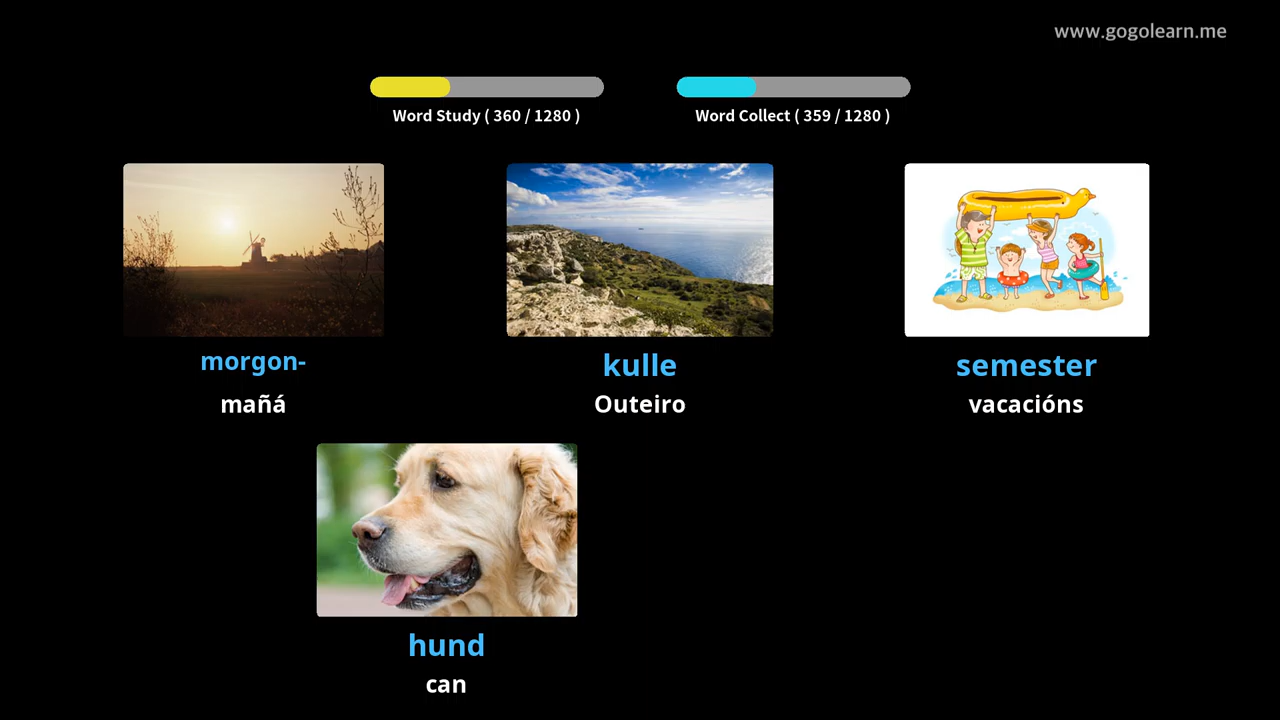 www.gogolearn.me
Word Study ( 360 / 1280 )
Word Collect ( 359 / 1280 )
morgon-
mañá
kulle
Outeiro
semester
vacacións
hund
can